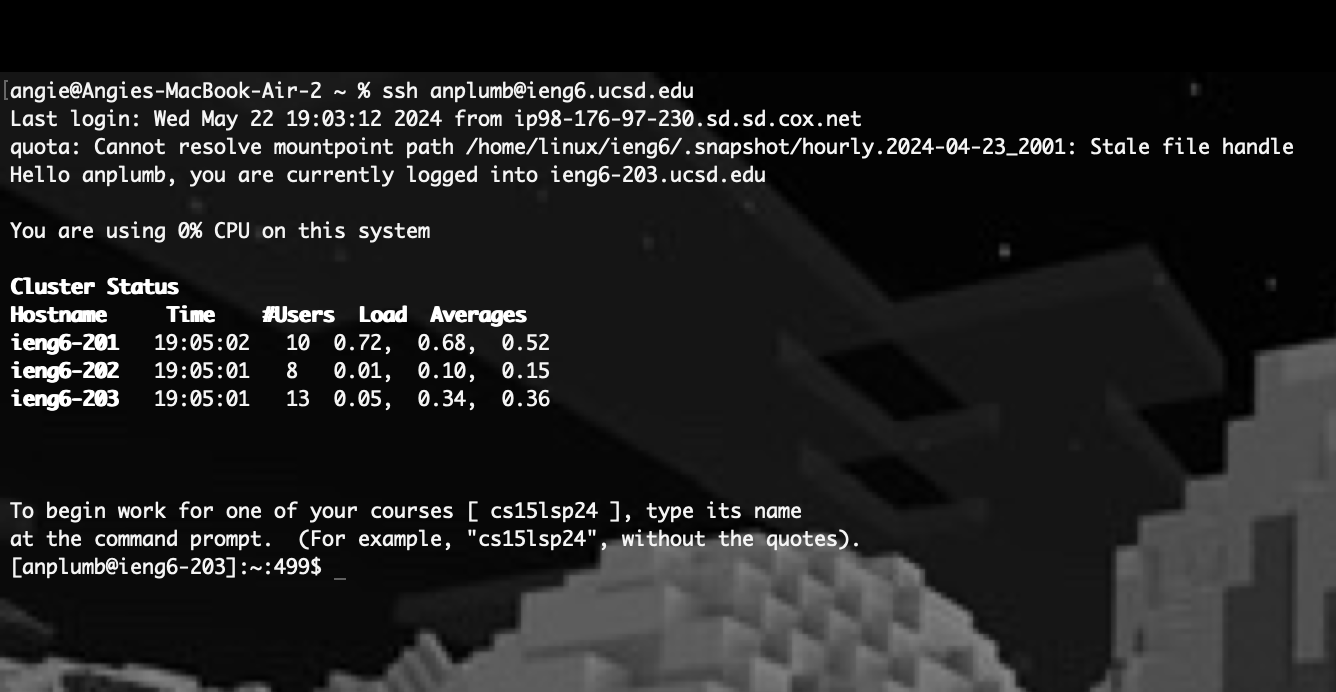 [angie@Angies-MacBook-Air-2 ~ % ssh anplumb@ieng6.ucsd.edu
Last login: Wed May 22 19:03:12 2024 from ip98-176-97-230.sd.sd.cox.net
quota: Cannot resolve mountpoint path /home/linux/ieng6/.snapshot/hourly.2024-04-23_2001: Stale file handle
Hello anplumb, you are currently logged into ieng6-203.ucsd.edu
You are using 0% CPU on this system
Cluster Status
Hostname     Time    #Users  Load  Averages
ieng6-201   19:05:02   10  0.72,  0.68,  0.52
ieng6-202   19:05:01   8   0.01,  0.10,  0.15
ieng6-203   19:05:01   13  0.05,  0.34,  0.36
To begin work for one of your courses [ cs15lsp24 ], type its name
at the command prompt.  (For example, "cs15lsp24", without the quotes).
[anplumb@ieng6-203]:~:499$ _